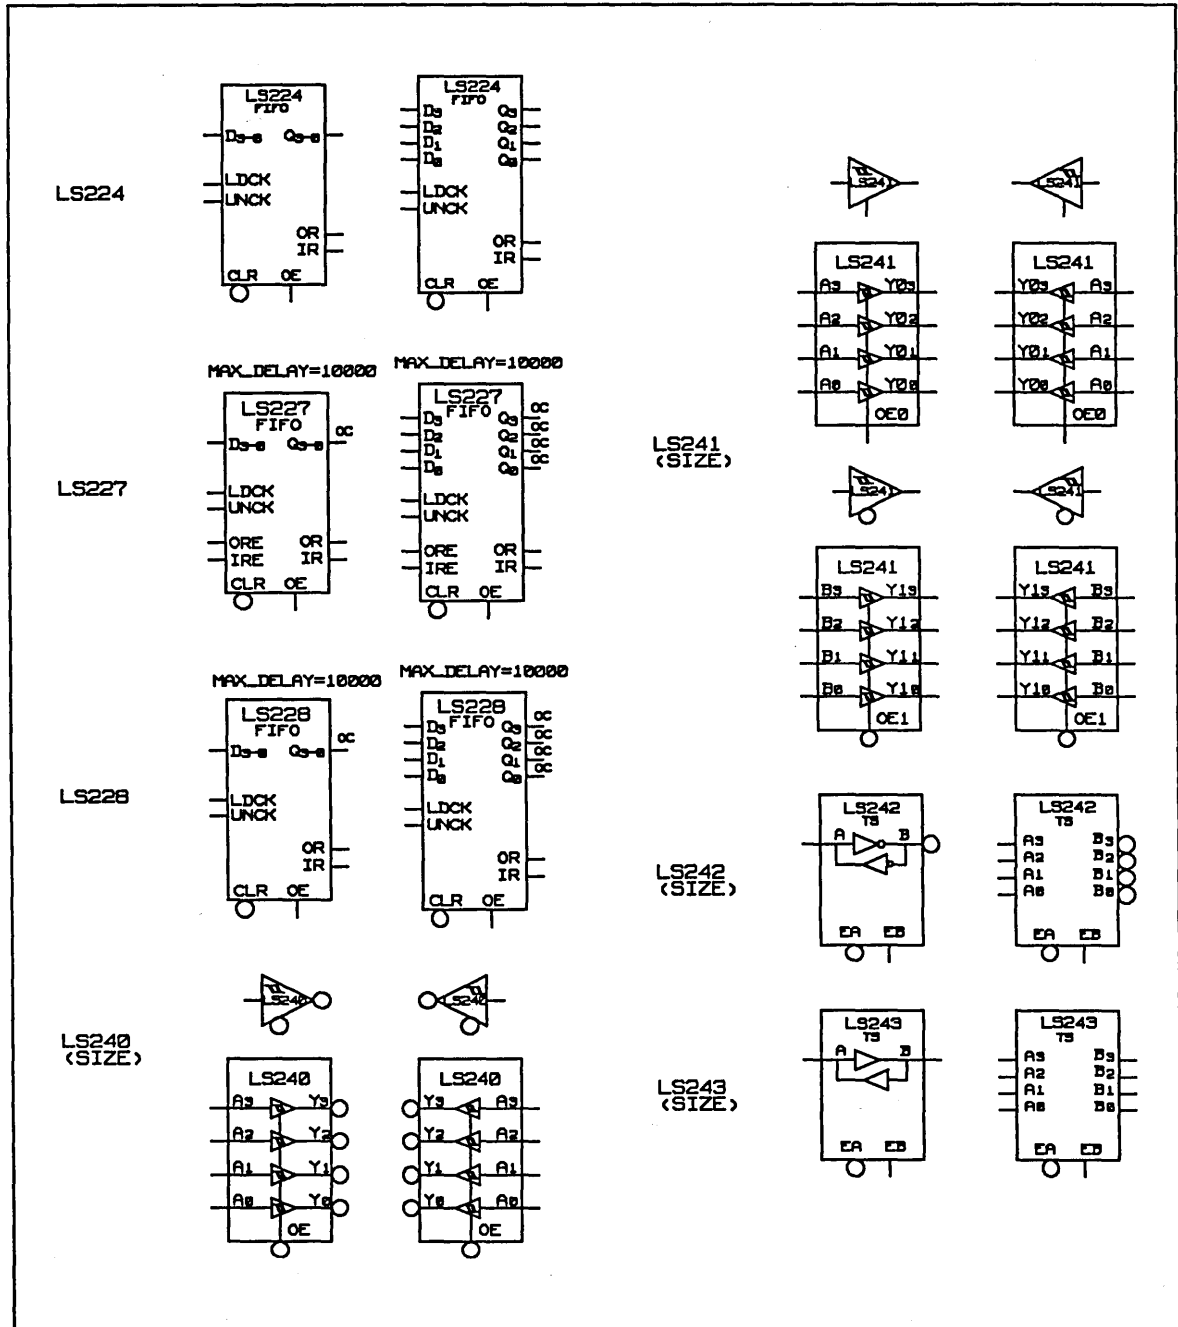 LS224
LS224
FIFO
D3-0 Q3-0
LDCK
UNCK
OR
IR
CLR OE
LS224
FIFO
D3 Q3
D2 Q2
D1 Q1
D0 Q0
LDCK
UNCK
OR
IR
CLR OE
LS227
MAX_DELAY=10000
LS227
FIFO
D3-0 Q3-0 OC
LDCK
UNCK
ORE OR
IRE IR
CLR OE
MAX_DELAY=10000
LS227
FIFO
D3 Q3 OC
D2 Q2 OC
D1 Q1 OC
D0 Q0 OC
LDCK
UNCK
ORE OR
IRE IR
CLR OE
LS228
MAX_DELAY=10000
LS228
FIFO
D3-0 Q3-0 OC
LDCK
UNCK
OR
IR
CLR OE
MAX_DELAY=10000
LS228
FIFO
D3 Q3 OC
D2 Q2 OC
D1 Q1 OC
D0 Q0 OC
LDCK
UNCK
OR
IR
CLR OE
LS240
(SIZE)
LS240
LS240
LS240
A3 Y3
A2 Y2
A1 Y1
A0 Y0
OE
LS240
Y3 A3
Y2 A2
Y1 A1
Y0 A0
OE
LS241
(SIZE)
LS241
LS241
LS241
A3 Y03
A2 Y02
A1 Y01
A0 Y00
OE0
LS241
Y03 A3
Y02 A2
Y01 A1
Y00 A0
OE0
LS241
LS241
LS241
B3 Y13
B2 Y12
B1 Y11
B0 Y10
OE1
LS241
Y13 B3
Y12 B2
Y11 B1
Y10 B0
OE1
LS242
(SIZE)
LS242
TS
A B
EA EB
LS242
TS
A3 B3
A2 B2
A1 B1
A0 B0
EA EB
LS243
(SIZE)
LS243
TS
A B
EA EB
LS243
TS
A3 B3
A2 B2
A1 B1
A0 B0
EA EB